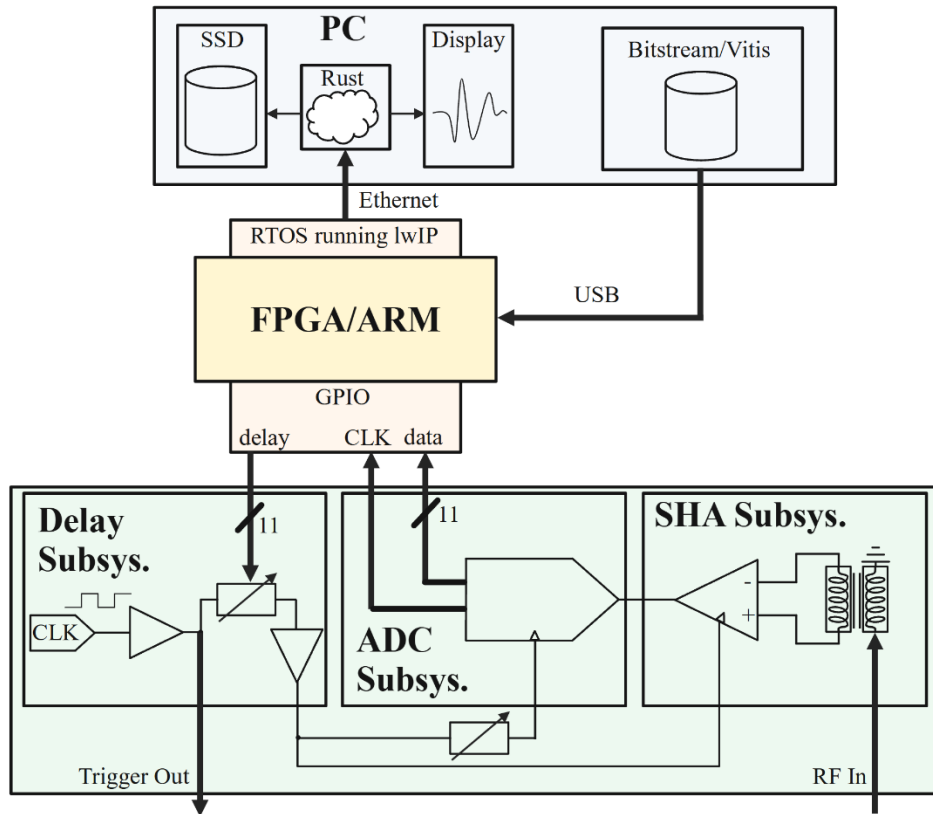 PC
SSD
Rust
Display
Bitstream/Vitis
Ethernet
RTOS running lwIP
FPGA/ARM
USB
GPIO
delay
CLK
data
Delay
Subsys.
11
CLK
11
ADC
Subsys.
SHA Subsys.
-
+
Trigger Out
RF In